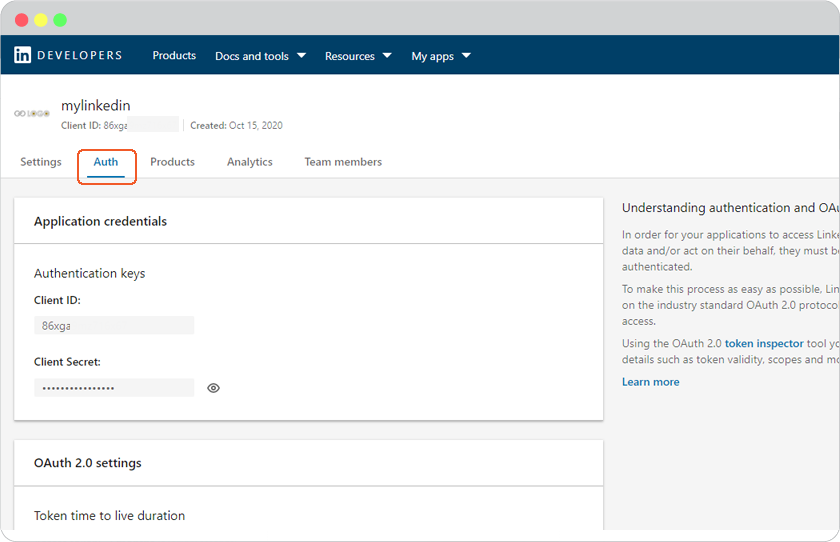 in DEVELOPERS Products Docs and tools Resources My apps
mylinkedin
LOGO
Client ID: 86xga Created: Oct 15, 2020
Settings Auth Products Analytics Team members
Application credentials
Authentication keys
Client ID:
86xga
Client Secret:
••••••••••••••••
OAuth 2.0 settings
Token time to live duration
Understanding authentication and OAu
In order for your applications to access Linke
data and/or act on their behalf, they must be
authenticated.
To make this process as easy as possible, Lin
on the industry standard OAuth 2.0 protoco
access.
Using the OAuth 2.0 token inspector tool yo
details such as token validity, scopes and mo
Learn more